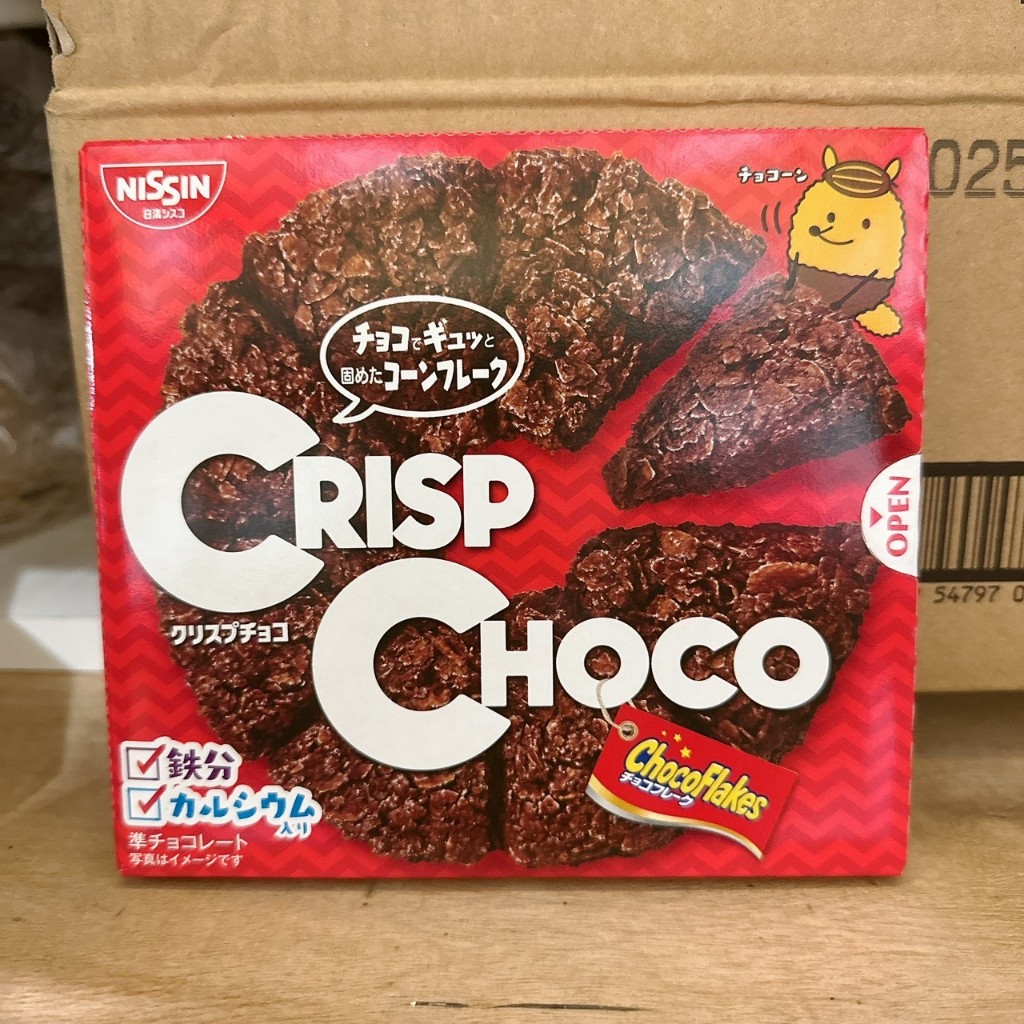 NISSIN
日清シスコ
チョコーン
025
チョコでギュッと
固めたコーンフレーク
CRISP
OPEN
54797 0
クリスプチョコ
CHOCO
ChocoFlakes
チョコフレーク
鉄分
カルシウム
入り
準チョコレート
写真はイメージです